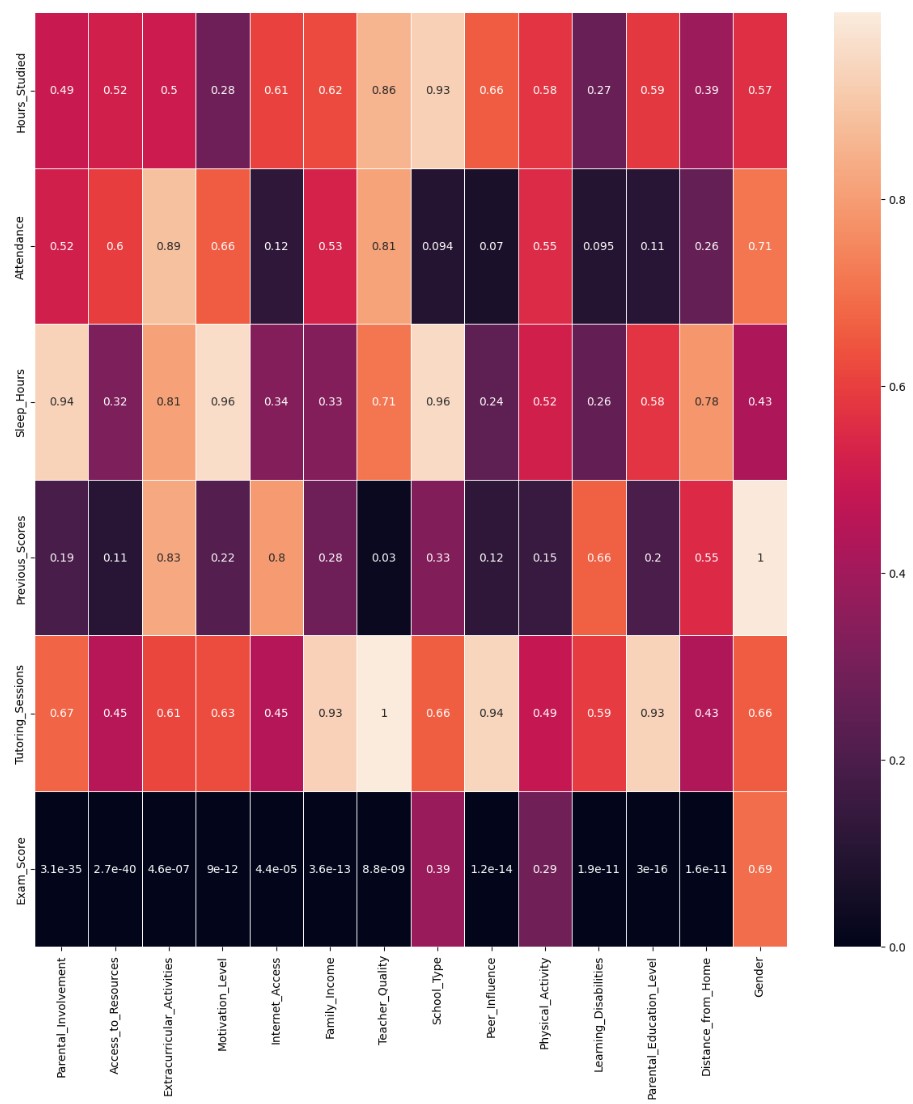 Hours_Studied 0.49 0.52 0.5 0.28 0.61 0.62 0.86 0.93 0.66 0.58 0.27 0.59 0.39 0.57
Attendance 0.52 0.6 0.89 0.66 0.12 0.53 0.81 0.094 0.07 0.55 0.095 0.11 0.26 0.71
Sleep_Hours 0.94 0.32 0.81 0.96 0.34 0.33 0.71 0.96 0.24 0.52 0.26 0.58 0.78 0.43
Previous_Scores 0.19 0.11 0.83 0.22 0.8 0.28 0.03 0.33 0.12 0.15 0.66 0.2 0.55 1
Tutoring_Sessions 0.67 0.45 0.61 0.63 0.45 0.93 1 0.66 0.94 0.49 0.59 0.93 0.43 0.66
Exam_Score 3.1e-35 2.7e-40 4.6e-07 9e-12 4.4e-05 3.6e-13 8.8e-09 0.39 1.2e-14 0.29 1.9e-11 3e-16 1.6e-11 0.69
Parental_Involvement
Access_to_Resources
Extracurricular_Activities
Motivation_Level
Internet_Access
Family_Income
Teacher_Quality
School_Type
Peer_Influence
Physical_Activity
Learning_Disabilities
Parental_Education_Level
Distance_from_Home
Gender
0.8
0.6
0.4
0.2
0.0